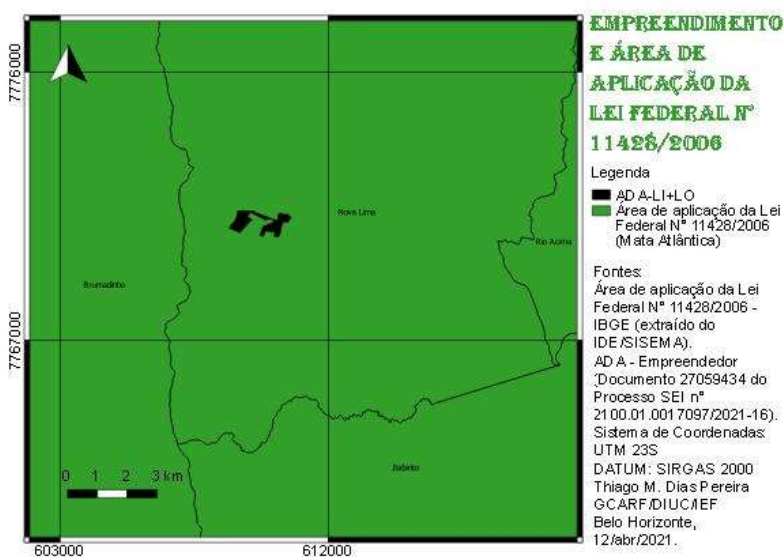 EMPREENDIMENTO
E ÁREA DE
APLICAÇÃO DA
LEI FEDERAL N°
11428/2006
Legenda
ADA-LI+LO
Área de aplicação da Lei
Federal N° 11428/2006
(Mata Atlântica)
Fontes:
Área de aplicação da Lei
Federal N° 11428/2006 -
IBGE (extraído do
IDE/SISEMA).
ADA - Empreendedor
(Documento 27059434 do
Processo SEI nº
2100.01.0017097/2021-16).
Sistema de Coordenadas:
UTM 23S
DATUM: SIRGAS 2000
Thiago M. Dias Pereira
GCARF/DIUC/IEF
Belo Horizonte,
12/abr/2021.
7776000
7767000
Nova Lima
Rio Acima
Brumadinho
Itabirito
0 1 2 3 km
603000
612000